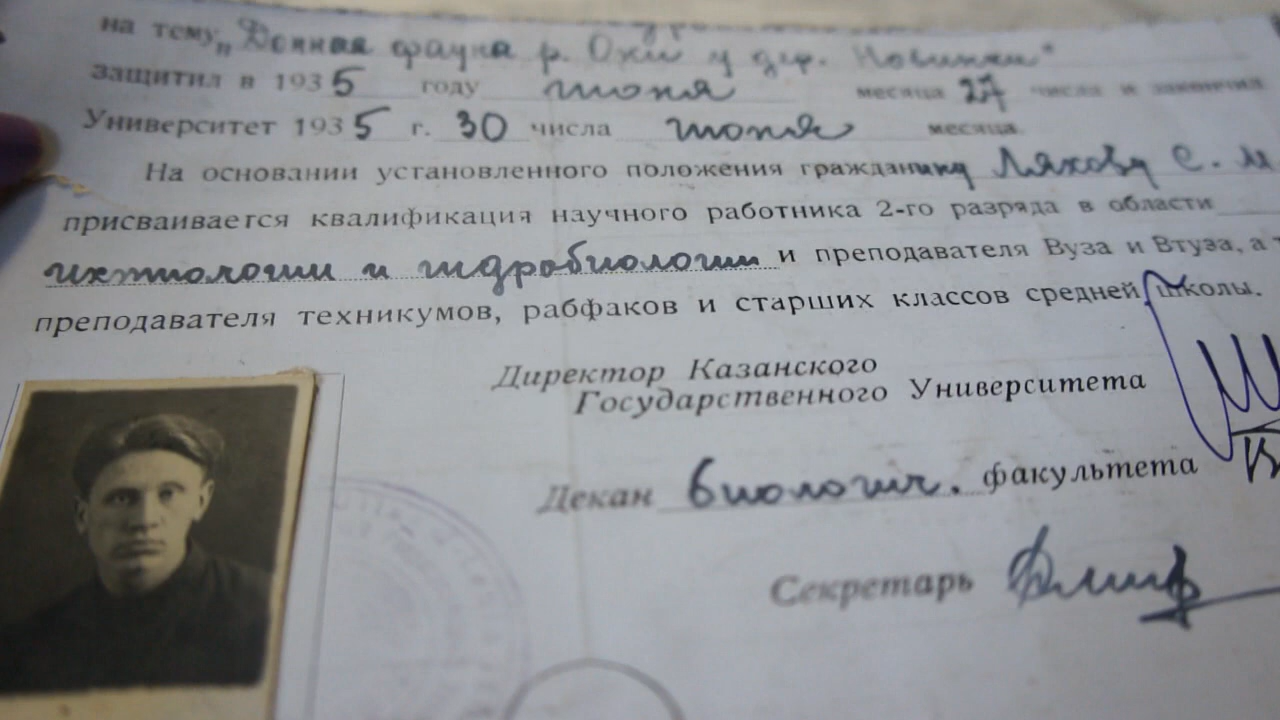 на тему „Донная фауна р. Оки у дер. Новинки“
защитил в 1935 году июня месяца 27 числа и закончил
Университет 1935 г. 30 числа июня месяца.
На основании установленного положения гражданину Ляхову С. М
присваивается квалификация научного работника 2-го разряда в области
ихтиологии и гидробиологии и преподавателя Вуза и Втуза, а т
преподавателя техникумов, рабфаков и старших классов средней школы.
Директор Казанского
Государственного Университета
Декан биологич. факультета
Секретарь